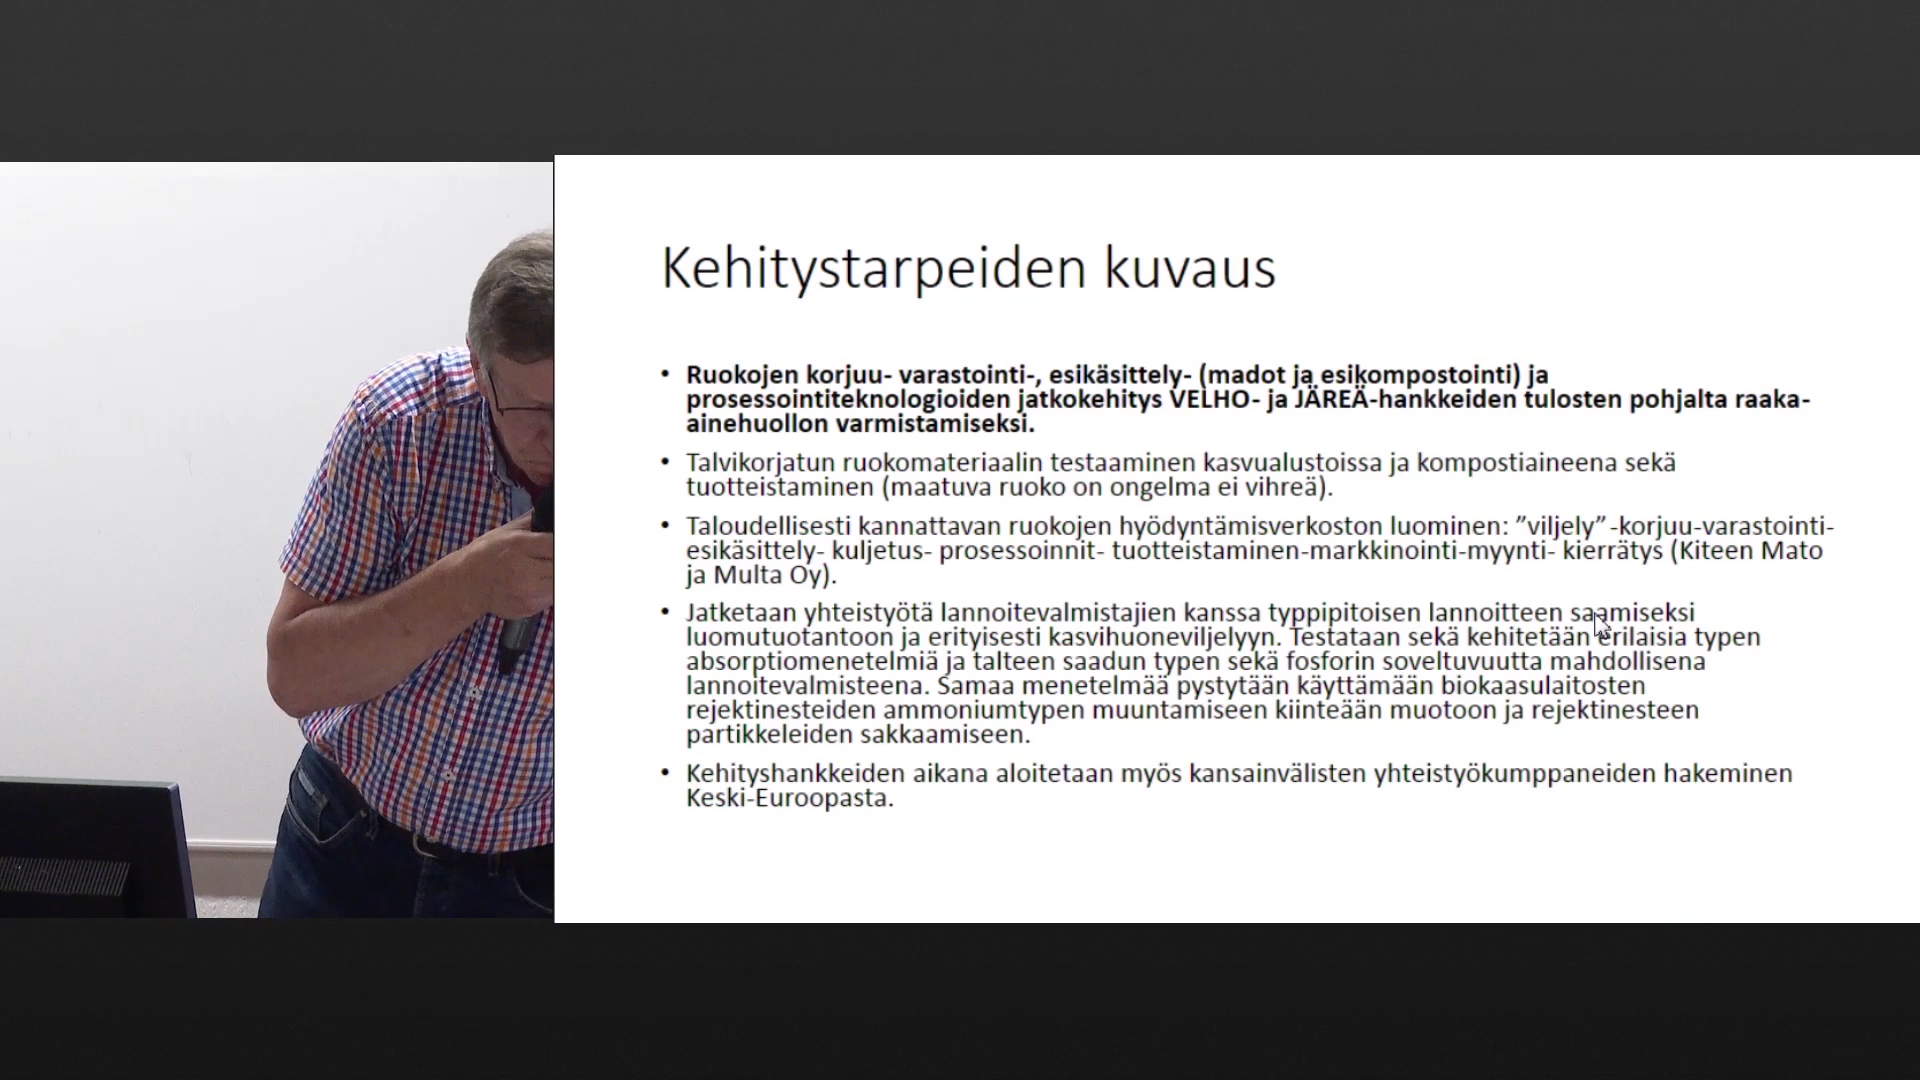 Kehitystarpeiden kuvaus
• Ruokojen korjuu- varastointi-, esikäsittely- (madot ja esikompostointi) ja
prosessointiteknologioiden jatkokehitys VELHO- ja JÄREÄ-hankkeiden tulosten pohjalta raaka-
ainehuollon varmistamiseksi.
• Talvikorjatun ruokomateriaalin testaaminen kasvualustoissa ja kompostiaineena sekä
tuotteistaminen (maatuva ruoko on ongelma ei vihreä).
• Taloudellisesti kannattavan ruokojen hyödyntämisverkoston luominen: ”viljely”-korjuu-varastointi-
esikäsittely- kuljetus- prosessoinnit- tuotteistaminen-markkinointi-myynti- kierrätys (Kiteen Mato
ja Multa Oy).
• Jatketaan yhteistyötä lannoitevalmistajien kanssa typpipitoisen lannoitteen saamiseksi
luomutuotantoon ja erityisesti kasvihuoneviljelyyn. Testataan sekä kehitetään erilaisia typen
absorptiomenetelmiä ja talteen saadun typen sekä fosforin soveltuvuutta mahdollisena
lannoitevalmisteena. Samaa menetelmää pystytään käyttämään biokaasulaitosten
rejektinesteiden ammoniumtypen muuntamiseen kiinteään muotoon ja rejektinesteen
partikkeleiden sakkaamiseen.
• Kehityshankkeiden aikana aloitetaan myös kansainvälisten yhteistyökumppaneiden hakeminen
Keski-Euroopasta.